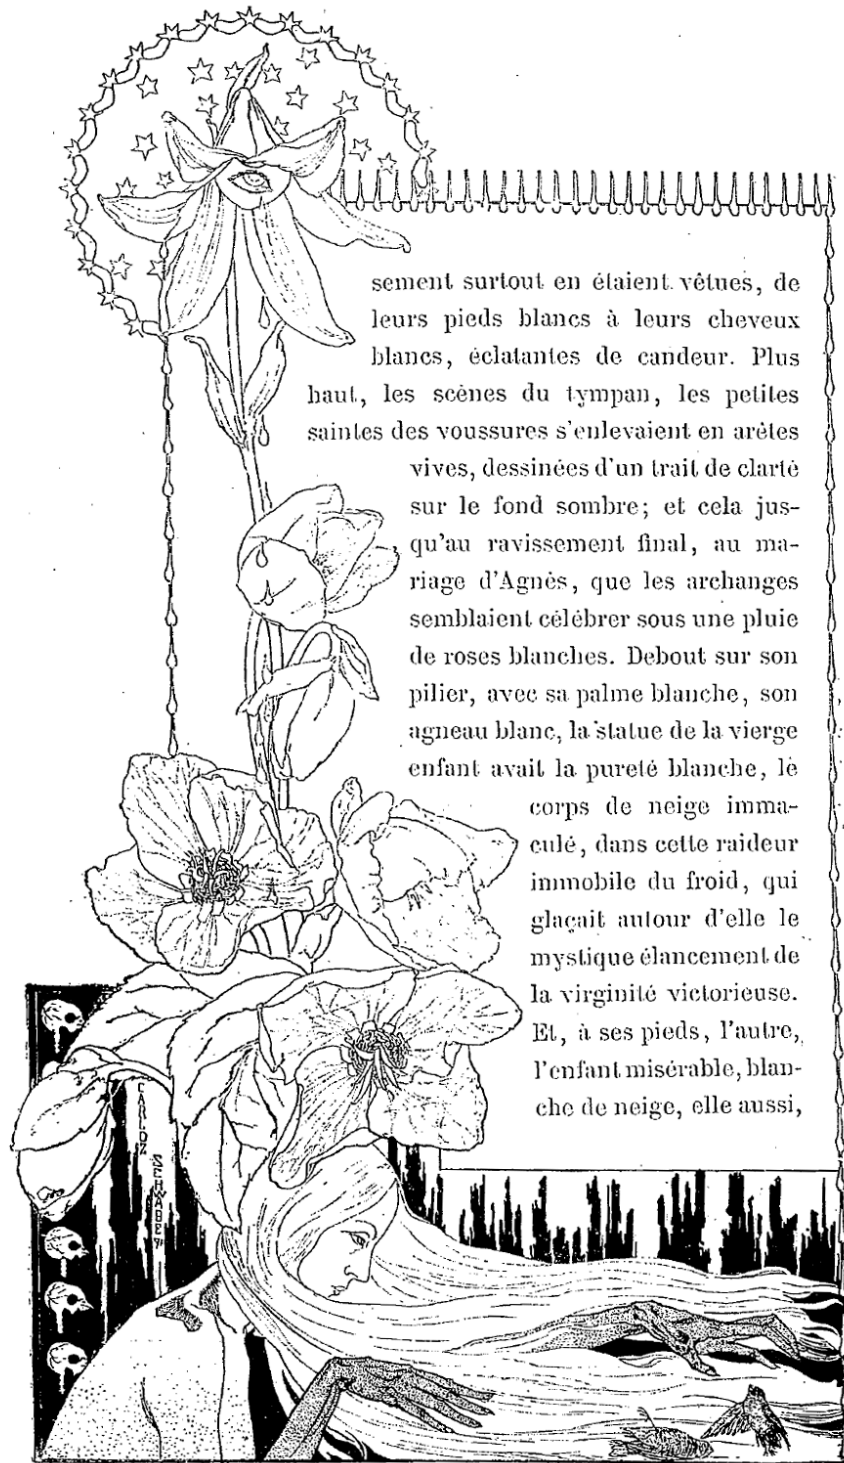 sement surtout en étaient vêtues, de
leurs pieds blancs à leurs cheveux
blancs, éclatantes de candeur. Plus
haut, les scènes du tympan, les petites
saintes des voussures s'enlevaient en arêtes
vives, dessinées d'un trait de clarté
sur le fond sombre; et cela jus-
qu'au ravissement final, au ma-
riage d'Agnès, que les archanges
semblaient célébrer sous une pluie
de roses blanches. Debout sur son
pilier, avec sa palme blanche, son
agneau blanc, la statue de la vierge
enfant avait la pureté blanche, le
corps de neige imma-
culé, dans cette raideur
immobile du froid, qui
glaçait autour d'elle le
mystique élancement de
la virginité victorieuse.
Et, à ses pieds, l'autre,
l'enfant misérable, blan-
che de neige, elle aussi,
CARLOZ
SCHWABE 91